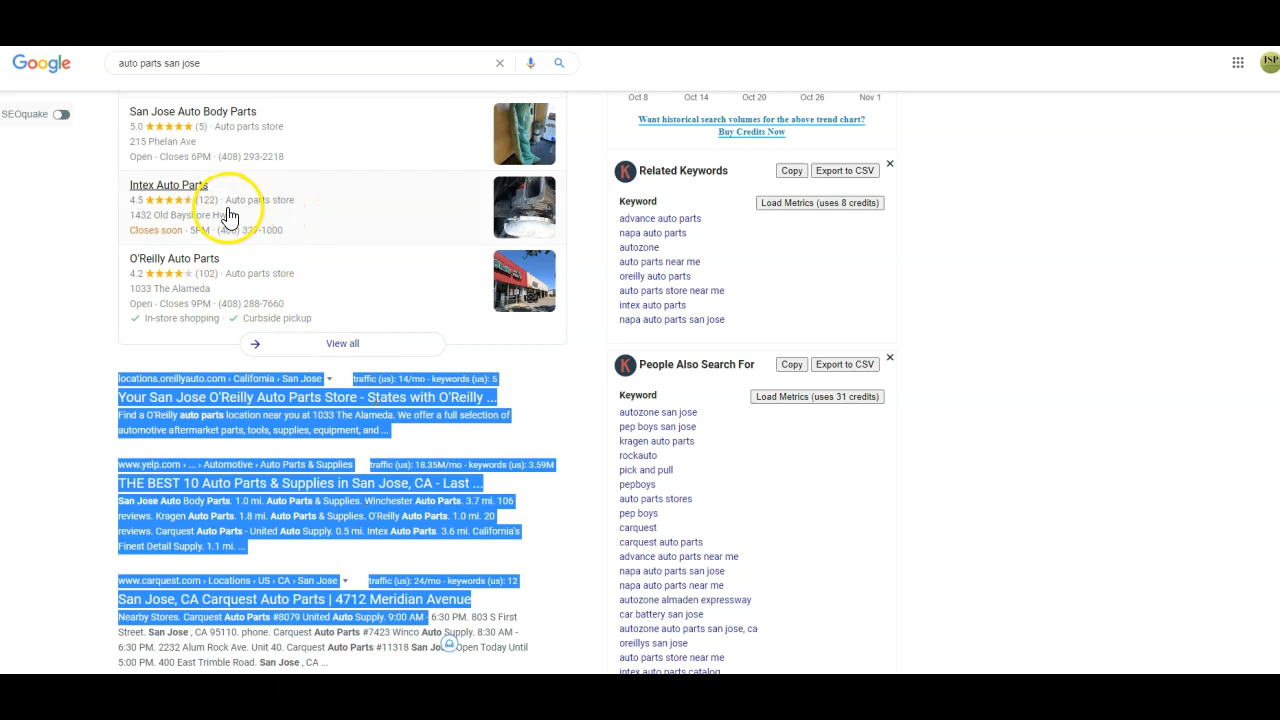 Google
auto parts san jose
JSP
SEOquake
San Jose Auto Body Parts
5.0 (5) · Auto parts store
215 Phelan Ave
Open · Closes 6PM · (408) 293-2218
Intex Auto Parts
4.5 (122) · Auto parts store
1432 Old Bayshore Hwy
Closes soon · 5PM · -1000
O'Reilly Auto Parts
4.2 (102) · Auto parts store
1033 The Alameda
Open · Closes 9PM · (408) 288-7660
In-store shopping · Curbside pickup
View all
locations.oreillyauto.com › California › San Jose traffic (us): 14/mo - keywords (us): 5
Your San Jose O'Reilly Auto Parts Store - States with O'Reilly ...
Find a O'Reilly auto parts location near you at 1033 The Alameda. We offer a full selection of
automotive aftermarket parts, tools, supplies, equipment, and ...
www.yelp.com › ... › Automotive › Auto Parts & Supplies traffic (us): 18.35M/mo - keywords (us): 3.59M
THE BEST 10 Auto Parts & Supplies in San Jose, CA - Last ...
San Jose Auto Body Parts. 1.0 mi. Auto Parts & Supplies. Winchester Auto Parts. 3.7 mi. 106
reviews. Kragen Auto Parts. 1.8 mi. Auto Parts & Supplies. O'Reilly Auto Parts. 1.0 mi. 20
reviews. Carquest Auto Parts - United Auto Supply. 0.5 mi. Intex Auto Parts. 3.6 mi. California's
Finest Detail Supply. 1.1 mi. ...
www.carquest.com › Locations › US › CA › San Jose traffic (us): 24/mo - keywords (us): 12
San Jose, CA Carquest Auto Parts | 4712 Meridian Avenue
Nearby Stores. Carquest Auto Parts #8079 United Auto Supply. 9:00 AM - 6:30 PM. 803 S First
Street. San Jose , CA 95110. phone. Carquest Auto Parts #7423 Winco Auto Supply. 8:30 AM -
6:30 PM. 2232 Alum Rock Ave. Unit 40. Carquest Auto Parts #11318 San Open Today Until
5:00 PM. 400 East Trimble Road. San Jose , CA ...
Oct 8 Oct 14 Oct 20 Oct 26 Nov 1
Want historical search volumes for the above trend chart?
Buy Credits Now
K Related Keywords Copy Export to CSV
Keyword Load Metrics (uses 8 credits)
advance auto parts
napa auto parts
autozone
auto parts near me
oreilly auto parts
auto parts store near me
intex auto parts
napa auto parts san jose
K People Also Search For Copy Export to CSV
Keyword Load Metrics (uses 31 credits)
autozone san jose
pep boys san jose
kragen auto parts
rockauto
pick and pull
pepboys
auto parts stores
pep boys
carquest
carquest auto parts
advance auto parts near me
napa auto parts san jose
napa auto parts near me
autozone almaden expressway
car battery san jose
autozone auto parts san jose, ca
oreillys san jose
auto parts store near me
intex auto parts catalog